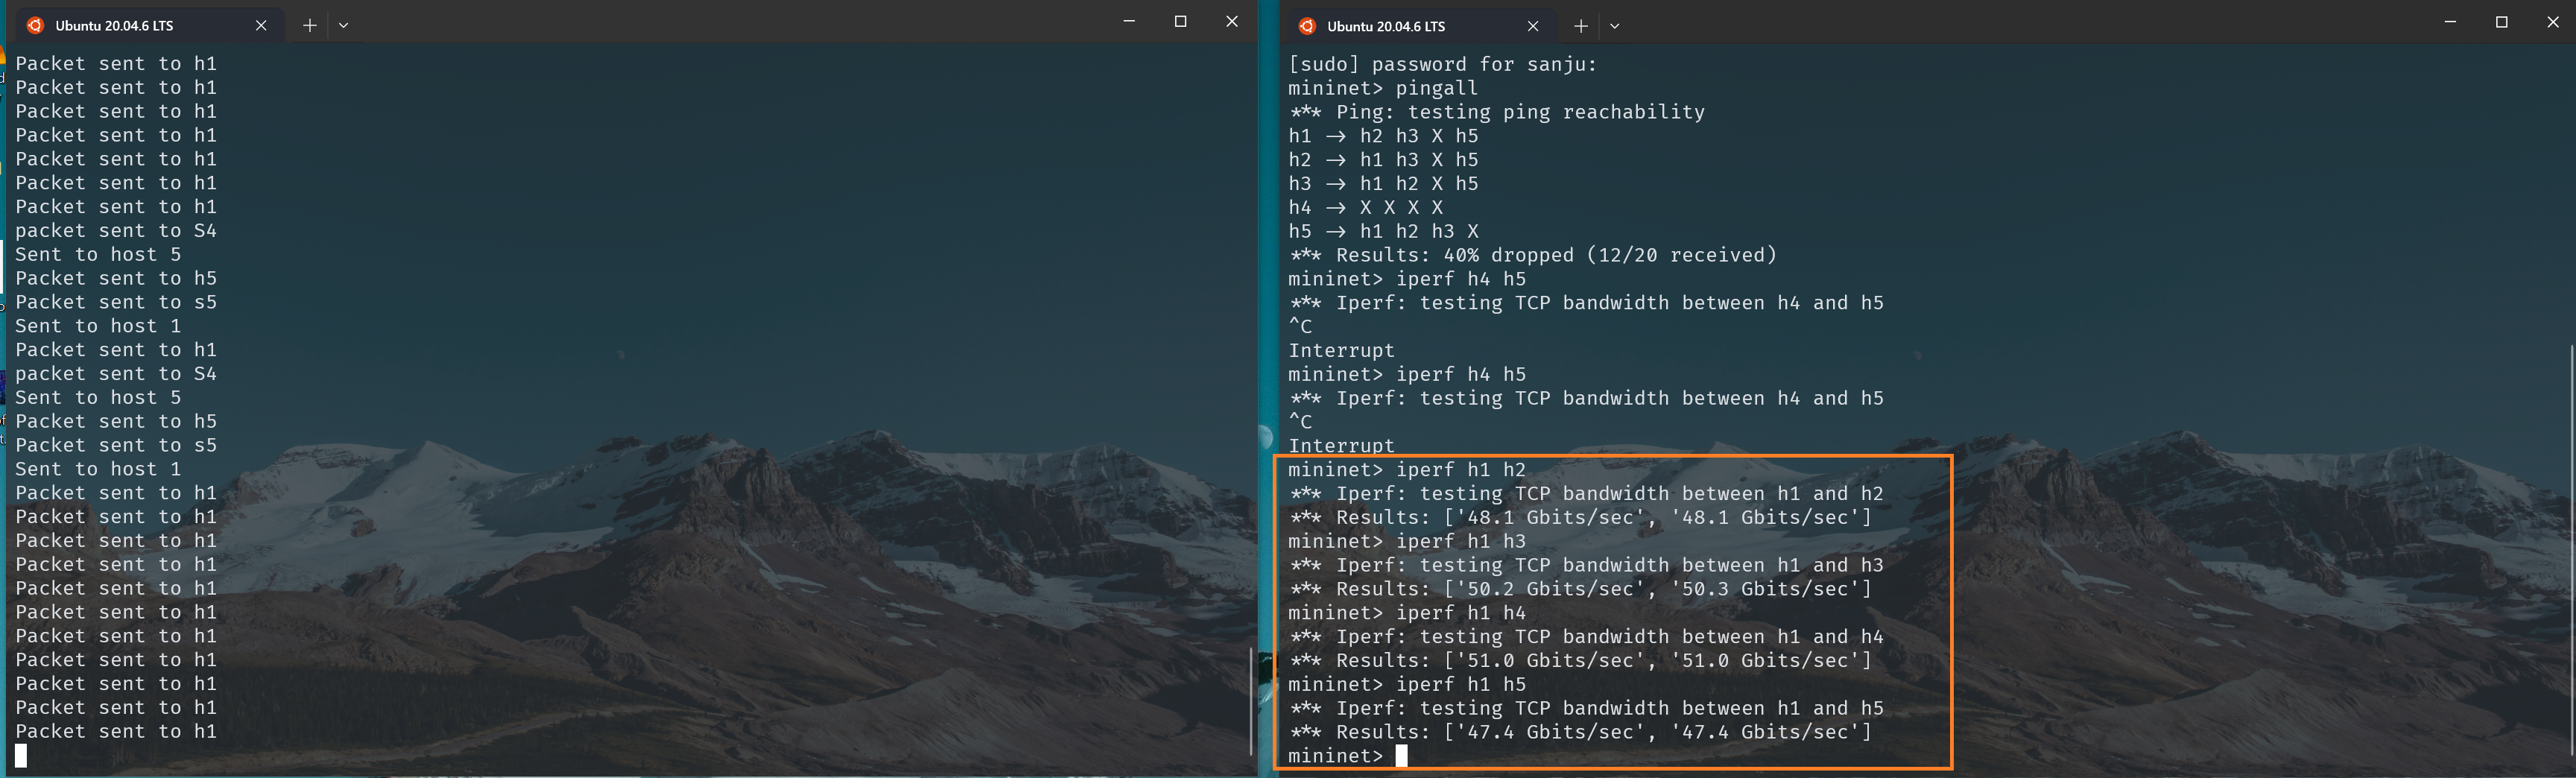 Ubuntu 20.04.6 LTS
Packet sent to h1
Packet sent to h1
Packet sent to h1
Packet sent to h1
Packet sent to h1
Packet sent to h1
Packet sent to h1
packet sent to S4
Sent to host 5
Packet sent to h5
Packet sent to s5
Sent to host 1
Packet sent to h1
packet sent to S4
Sent to host 5
Packet sent to h5
Packet sent to s5
Sent to host 1
Packet sent to h1
Packet sent to h1
Packet sent to h1
Packet sent to h1
Packet sent to h1
Packet sent to h1
Packet sent to h1
Packet sent to h1
Packet sent to h1
Packet sent to h1
Packet sent to h1
Ubuntu 20.04.6 LTS
[sudo] password for sanju:
mininet> pingall
*** Ping: testing ping reachability
h1 -> h2 h3 X h5
h2 -> h1 h3 X h5
h3 -> h1 h2 X h5
h4 -> X X X X
h5 -> h1 h2 h3 X
*** Results: 40% dropped (12/20 received)
mininet> iperf h4 h5
*** Iperf: testing TCP bandwidth between h4 and h5
^C
Interrupt
mininet> iperf h4 h5
*** Iperf: testing TCP bandwidth between h4 and h5
^C
Interrupt
mininet> iperf h1 h2
*** Iperf: testing TCP bandwidth between h1 and h2
*** Results: ['48.1 Gbits/sec', '48.1 Gbits/sec']
mininet> iperf h1 h3
*** Iperf: testing TCP bandwidth between h1 and h3
*** Results: ['50.2 Gbits/sec', '50.3 Gbits/sec']
mininet> iperf h1 h4
*** Iperf: testing TCP bandwidth between h1 and h4
*** Results: ['51.0 Gbits/sec', '51.0 Gbits/sec']
mininet> iperf h1 h5
*** Iperf: testing TCP bandwidth between h1 and h5
*** Results: ['47.4 Gbits/sec', '47.4 Gbits/sec']
mininet>